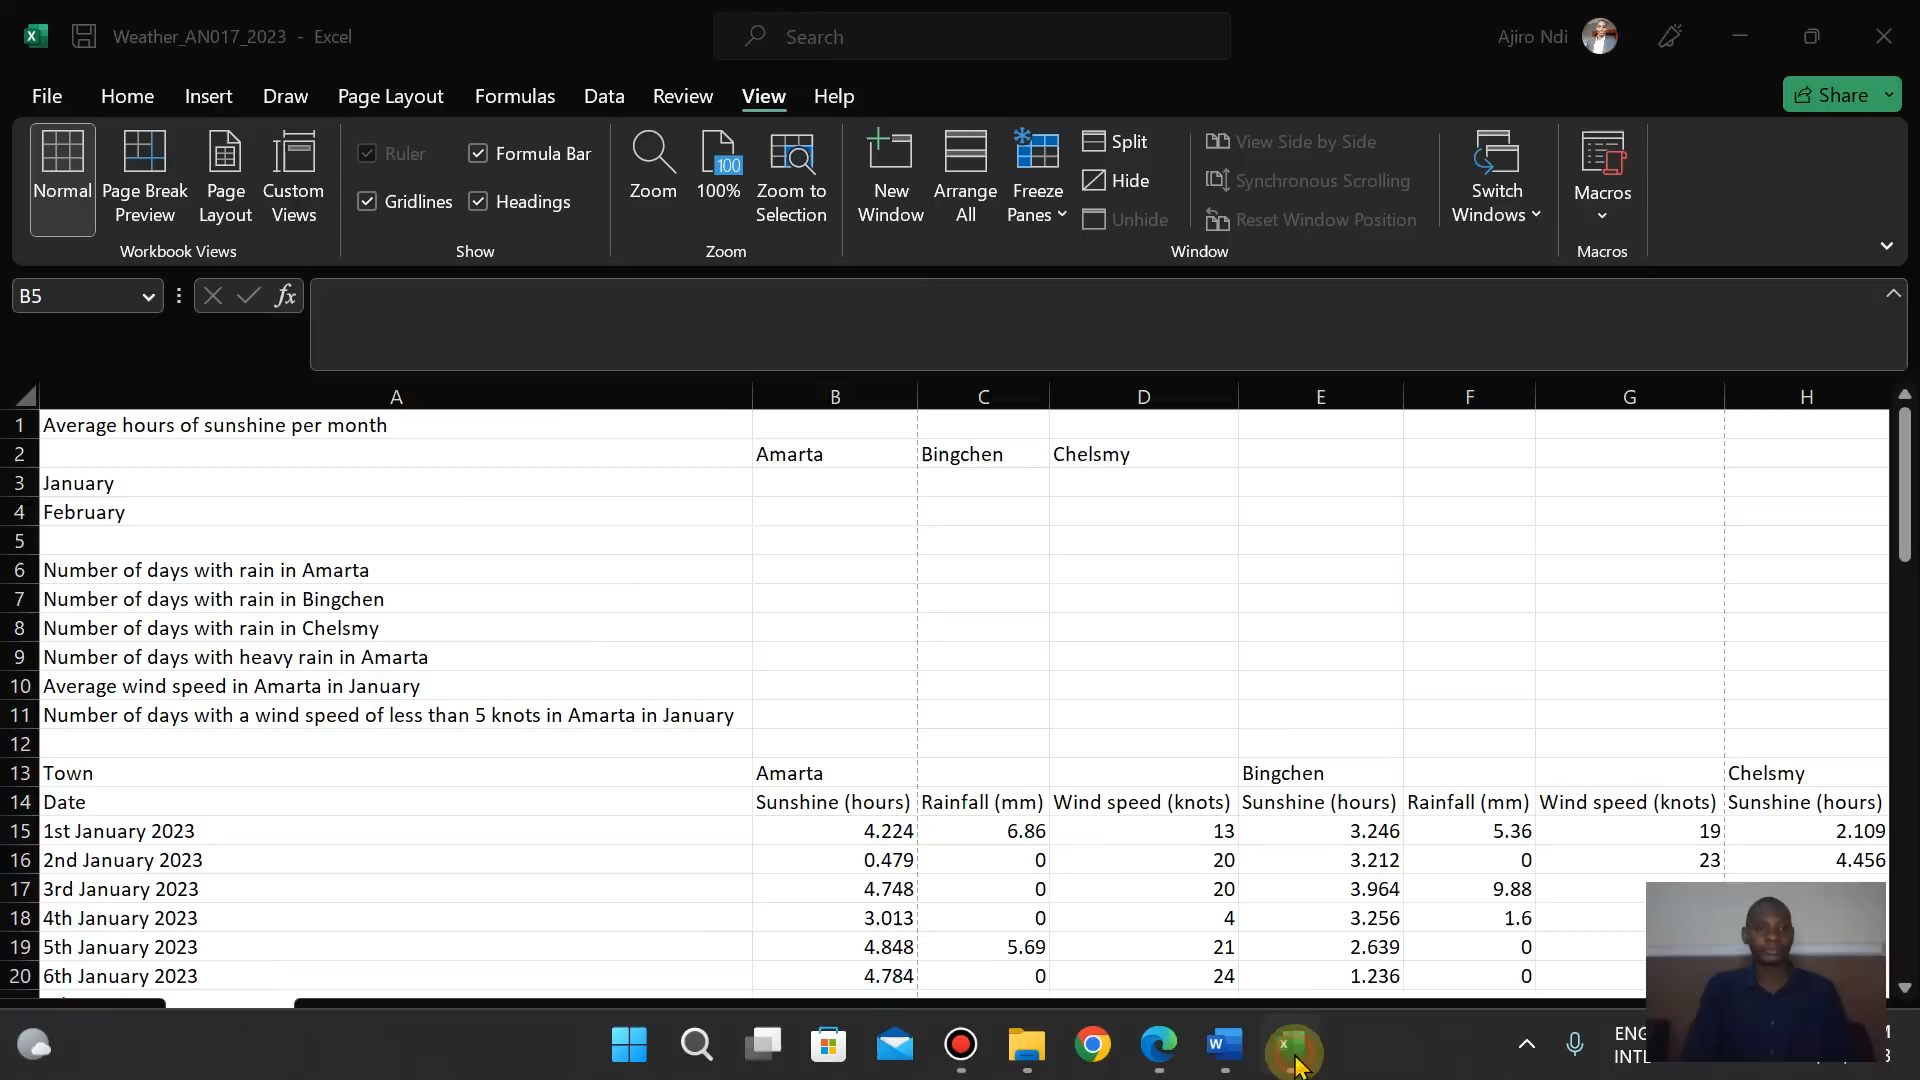 Weather_AN017_2023 - Excel
Search
Ajiro Ndi
File Home Insert Draw Page Layout Formulas Data Review View Help
Share
Normal
Page Break Preview
Page Layout
Custom Views
Workbook Views
Ruler
Formula Bar
Gridlines
Headings
Show
Zoom
100
100%
Zoom to Selection
Zoom
New Window
Arrange All
Freeze Panes
Split
Hide
Unhide
View Side by Side
Synchronous Scrolling
Reset Window Position
Window
Switch Windows
Macros
Macros
B5
fx
A B C D E F G H
1 Average hours of sunshine per month
2 Amarta Bingchen Chelsmy
3 January
4 February
5
6 Number of days with rain in Amarta
7 Number of days with rain in Bingchen
8 Number of days with rain in Chelsmy
9 Number of days with heavy rain in Amarta
10 Average wind speed in Amarta in January
11 Number of days with a wind speed of less than 5 knots in Amarta in January
12
13 Town Amarta Bingchen Chelsmy
14 Date Sunshine (hours) Rainfall (mm) Wind speed (knots) Sunshine (hours) Rainfall (mm) Wind speed (knots) Sunshine (hours)
15 1st January 2023 4.224 6.86 13 3.246 5.36 19 2.109
16 2nd January 2023 0.479 0 20 3.212 0 23 4.456
17 3rd January 2023 4.748 0 20 3.964 9.88
18 4th January 2023 3.013 0 4 3.256 1.6
19 5th January 2023 4.848 5.69 21 2.639 0
20 6th January 2023 4.784 0 24 1.236 0